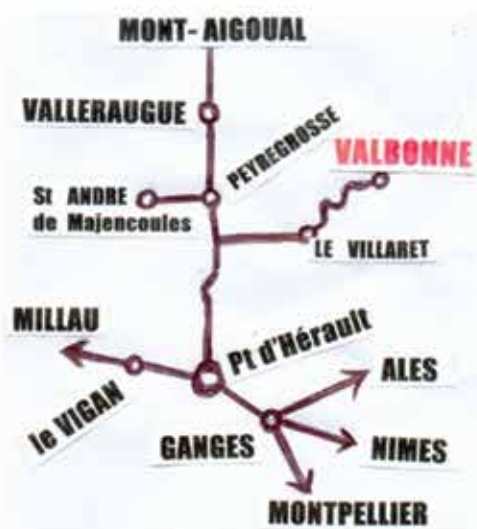 MONT-AIGOUAL
VALLERAUGUE
PEYREGROSSE
VALBONNE
St ANDRE
de Majencoules
LE VILLARET
MILLAU
Pt d'Hérault
le VIGAN
ALES
GANGES
NIMES
MONTPELLIER